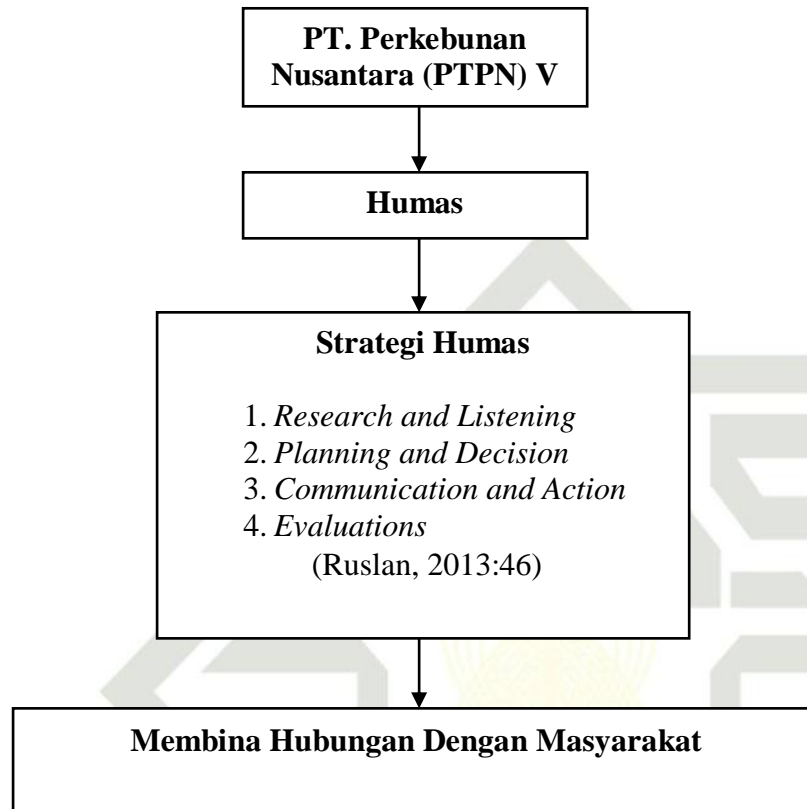 PT. Perkebunan
Nusantara (PTPN) V
Humas
Strategi Humas
1. Research and Listening
2. Planning and Decision
3. Communication and Action
4. Evaluations
(Ruslan, 2013:46)
Membina Hubungan Dengan Masyarakat